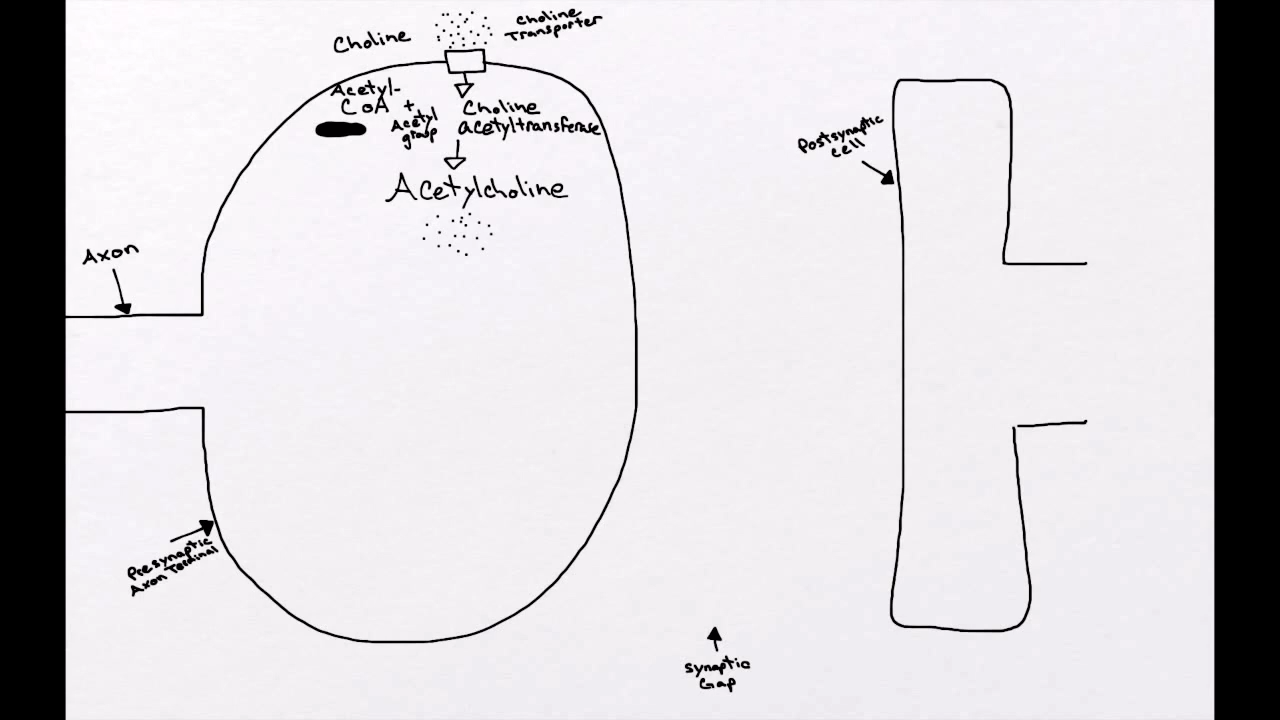 Choline
Choline
Transporter
Acetyl-
CoA +
Acetyl
group
Choline
acetyltransferase
Acetylcholine
Axon
Presynaptic
Axon Terminal
Postsynaptic
cell
Synaptic
Gap